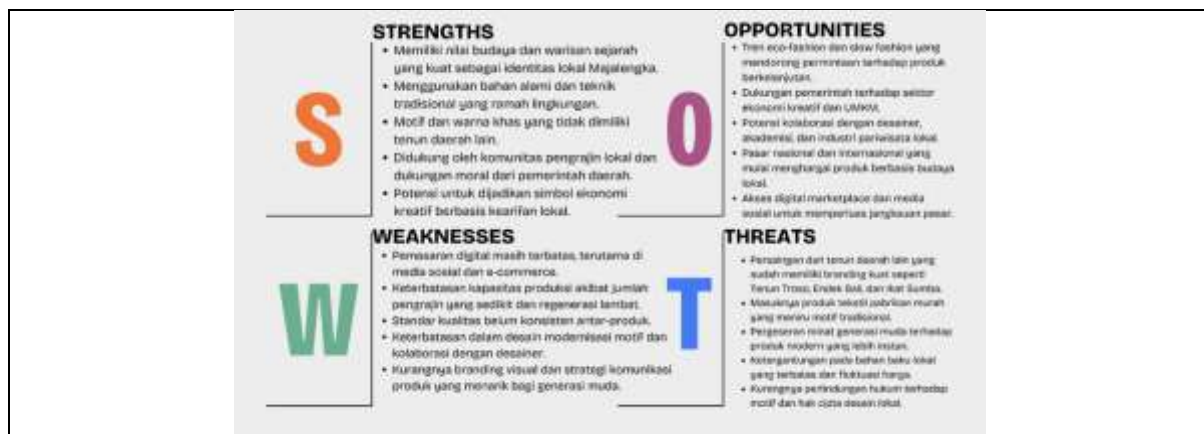 STRENGTHS
• Memiliki nilai budaya dan warisan sejarah
yang kuat sebagai identitas lokal Majalengka.
• Menggunakan bahan alami dan teknik
tradisional yang ramah lingkungan.
• Motif dan warna khas yang tidak dimiliki
tenun daerah lain.
• Didukung oleh komunitas pengrajin lokal dan
dukungan moral dari pemerintah daerah.
• Potensi untuk dijadikan simbol ekonomi
kreatif berbasis kearifan lokal.
S
OPPORTUNITIES
• Tren eco-fashion dan slow fashion yang
mendorong permintaan terhadap produk
berkelanjutan.
• Dukungan pemerintah terhadap sektor
ekonomi kreatif dan UMKM.
• Potensi kolaborasi dengan desainer,
akademisi, dan industri pariwisata lokal.
• Pasar nasional dan internasional yang
mulai menghargai produk berbasis budaya
lokal.
• Akses digital marketplace dan media
sosial untuk memperluas jangkauan pasar.
O
WEAKNESSES
• Pemasaran digital masih terbatas, terutama di
media sosial dan e-commerce.
• Keterbatasan kapasitas produksi akibat jumlah
pengrajin yang sedikit dan regenerasi lambat.
• Standar kualitas belum konsisten antar-produk.
• Keterbatasan dalam desain modernisasi motif dan
kolaborasi dengan desainer.
• Kurangnya branding visual dan strategi komunikasi
produk yang menarik bagi generasi muda.
W
THREATS
• Persaingan dari tenun daerah lain yang
sudah memiliki branding kuat seperti
Tenun Troso, Endek Bali, dan Ikat Sumba.
• Masuknya produk tekstil pabrikan murah
yang meniru motif tradisional.
• Pergeseran minat generasi muda terhadap
produk modern yang lebih instan.
• Ketergantungan pada bahan baku lokal
yang terbatas dan fluktuasi harga.
• Kurangnya perlindungan hukum terhadap
motif dan hak cipta desain lokal.
T